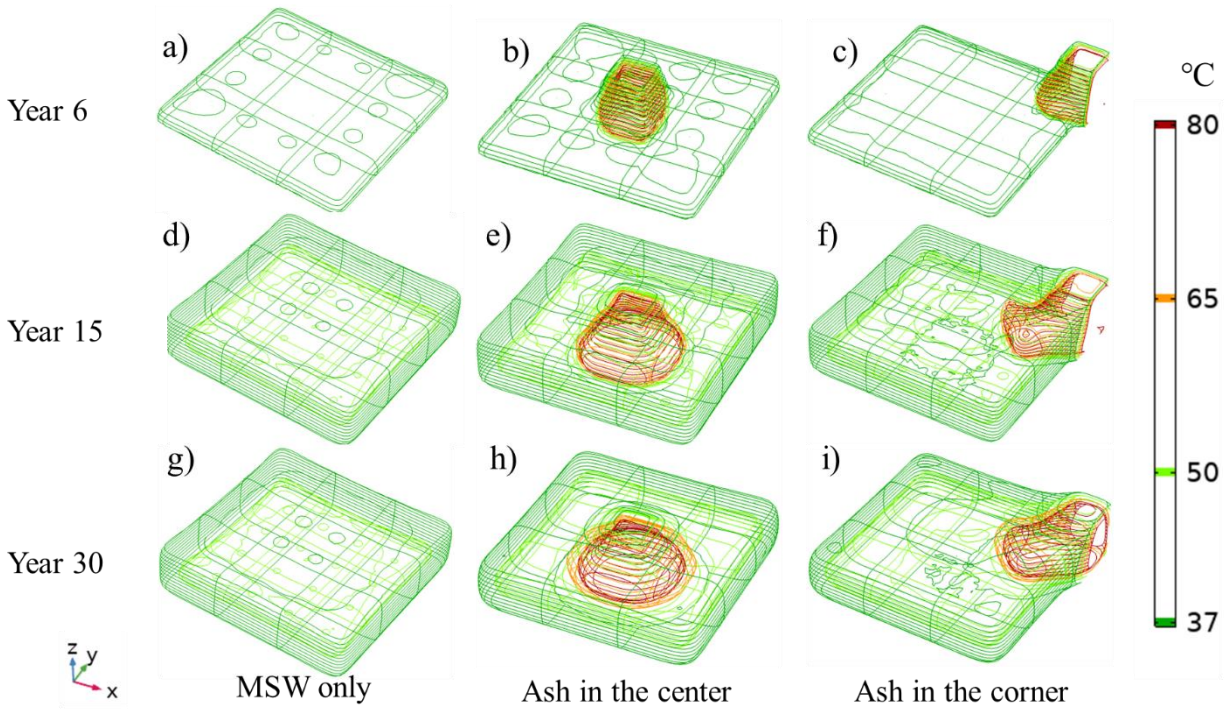 a)
b)
c)
°C
Year 6
80
d)
e)
f)
65
Year 15
g)
h)
i)
50
Year 30
37
z
y
x
MSW only
Ash in the center
Ash in the corner